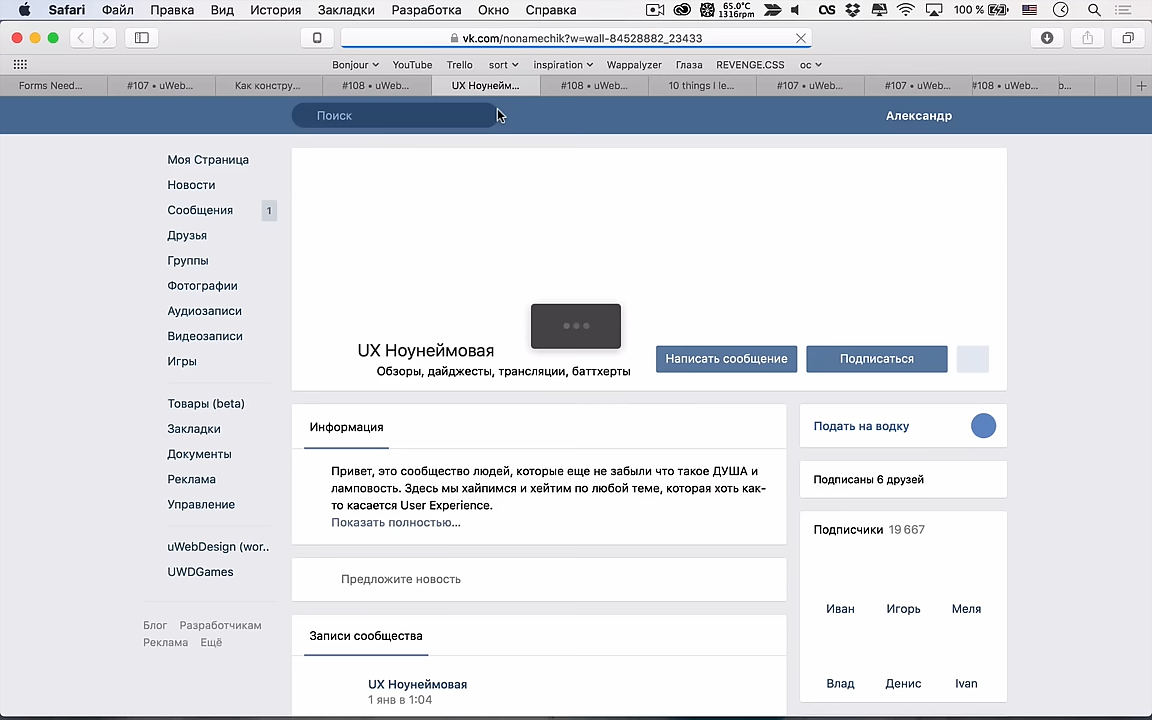 Safari Файл Правка Вид История Закладки Разработка Окно Справка 65.0°C 1316rpm 100 %
vk.com/nonamechik?w=wall-84528882_23433
Bonjour YouTube Trello sort inspiration Wappalyzer Глаза REVENGE.CSS ос
Forms Need... #107 • uWeb... Как констру... #108 • uWeb... UX Ноунейм... #108 • uWeb... 10 things I le... #107 • uWeb... #107 • uWeb... #108 • uWeb... b...
Поиск Александр
Моя Страница
Новости
Сообщения 1
Друзья
Группы
Фотографии
Аудиозаписи
Видеозаписи
Игры
Товары (beta)
Закладки
Документы
Реклама
Управление
uWebDesign (wor..
UWDGames
Блог Разработчикам
Реклама Ещё
UX Ноунеймовая
Обзоры, дайджесты, трансляции, баттхерты
Написать сообщение Подписаться
Информация
Привет, это сообщество людей, которые еще не забыли что такое ДУША и
ламповость. Здесь мы хайпимся и хейтим по любой теме, которая хоть как-
то касается User Experience.
Показать полностью...
Предложите новость
Записи сообщества
UX Ноунеймовая
1 янв в 1:04
Подать на водку
Подписаны 6 друзей
Подписчики 19 667
Иван Игорь Меля
Влад Денис Ivan